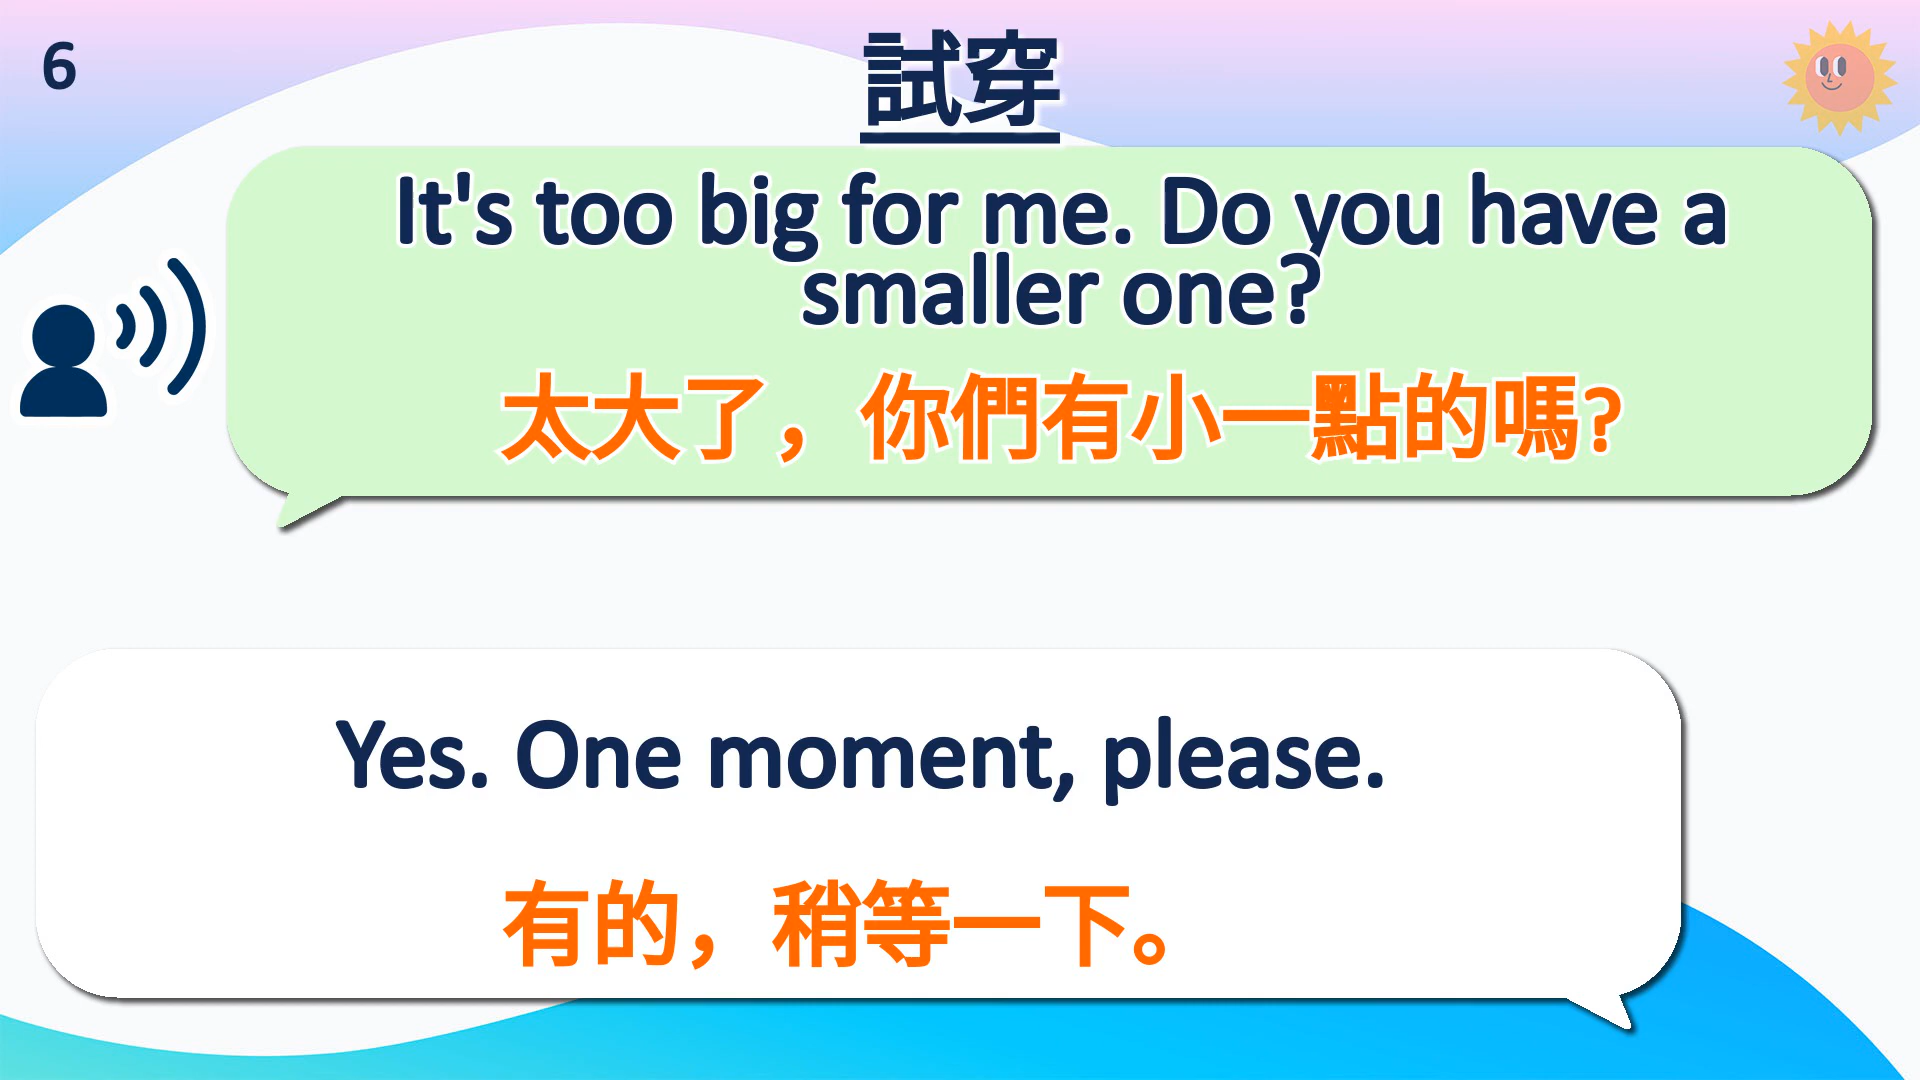 6
試穿
It's too big for me. Do you have a
smaller one?
太大了，你們有小一點的嗎?
Yes. One moment, please.
有的，稍等一下。